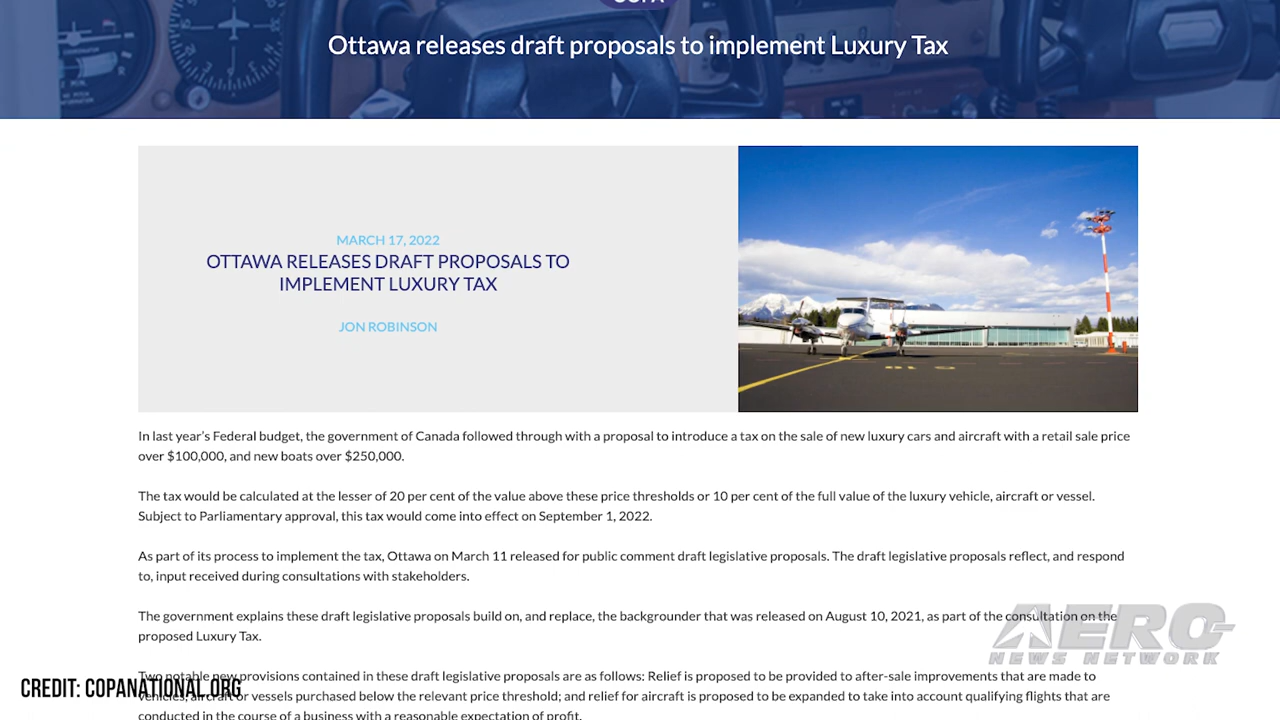 Ottawa releases draft proposals to implement Luxury Tax
MARCH 17, 2022
OTTAWA RELEASES DRAFT PROPOSALS TO
IMPLEMENT LUXURY TAX
JON ROBINSON
In last year's Federal budget, the government of Canada followed through with a proposal to introduce a tax on the sale of new luxury cars and aircraft with a retail sale price
over $100,000, and new boats over $250,000.
The tax would be calculated at the lesser of 20 per cent of the value above these price thresholds or 10 per cent of the full value of the luxury vehicle, aircraft or vessel.
Subject to Parliamentary approval, this tax would come into effect on September 1, 2022.
As part of its process to implement the tax, Ottawa on March 11 released for public comment draft legislative proposals. The draft legislative proposals reflect, and respond
to, input received during consultations with stakeholders.
The government explains these draft legislative proposals build on, and replace, the backgrounder that was released on August 10, 2021, as part of the consultation on the
proposed Luxury Tax.
AERO
NEWS NETWORK
Two notable new provisions contained in these draft legislative proposals are as follows: Relief is proposed to be provided to after-sale improvements that are made to
CREDIT: COPANATIONAL.ORG
vehicles, aircraft or vessels purchased below the relevant price threshold; and relief for aircraft is proposed to be expanded to take into account qualifying flights that are
conducted in the course of a business with a reasonable expectation of profit.